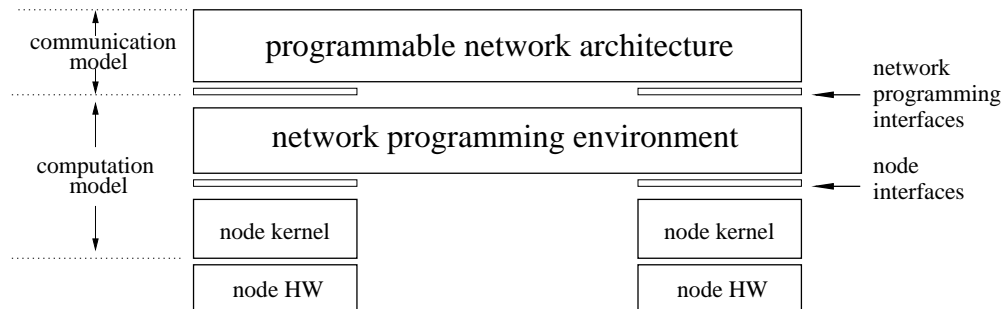 communication
model
programmable network architecture
network
programming
interfaces
network programming environment
computation
model
node
interfaces
node kernel
node kernel
node HW
node HW